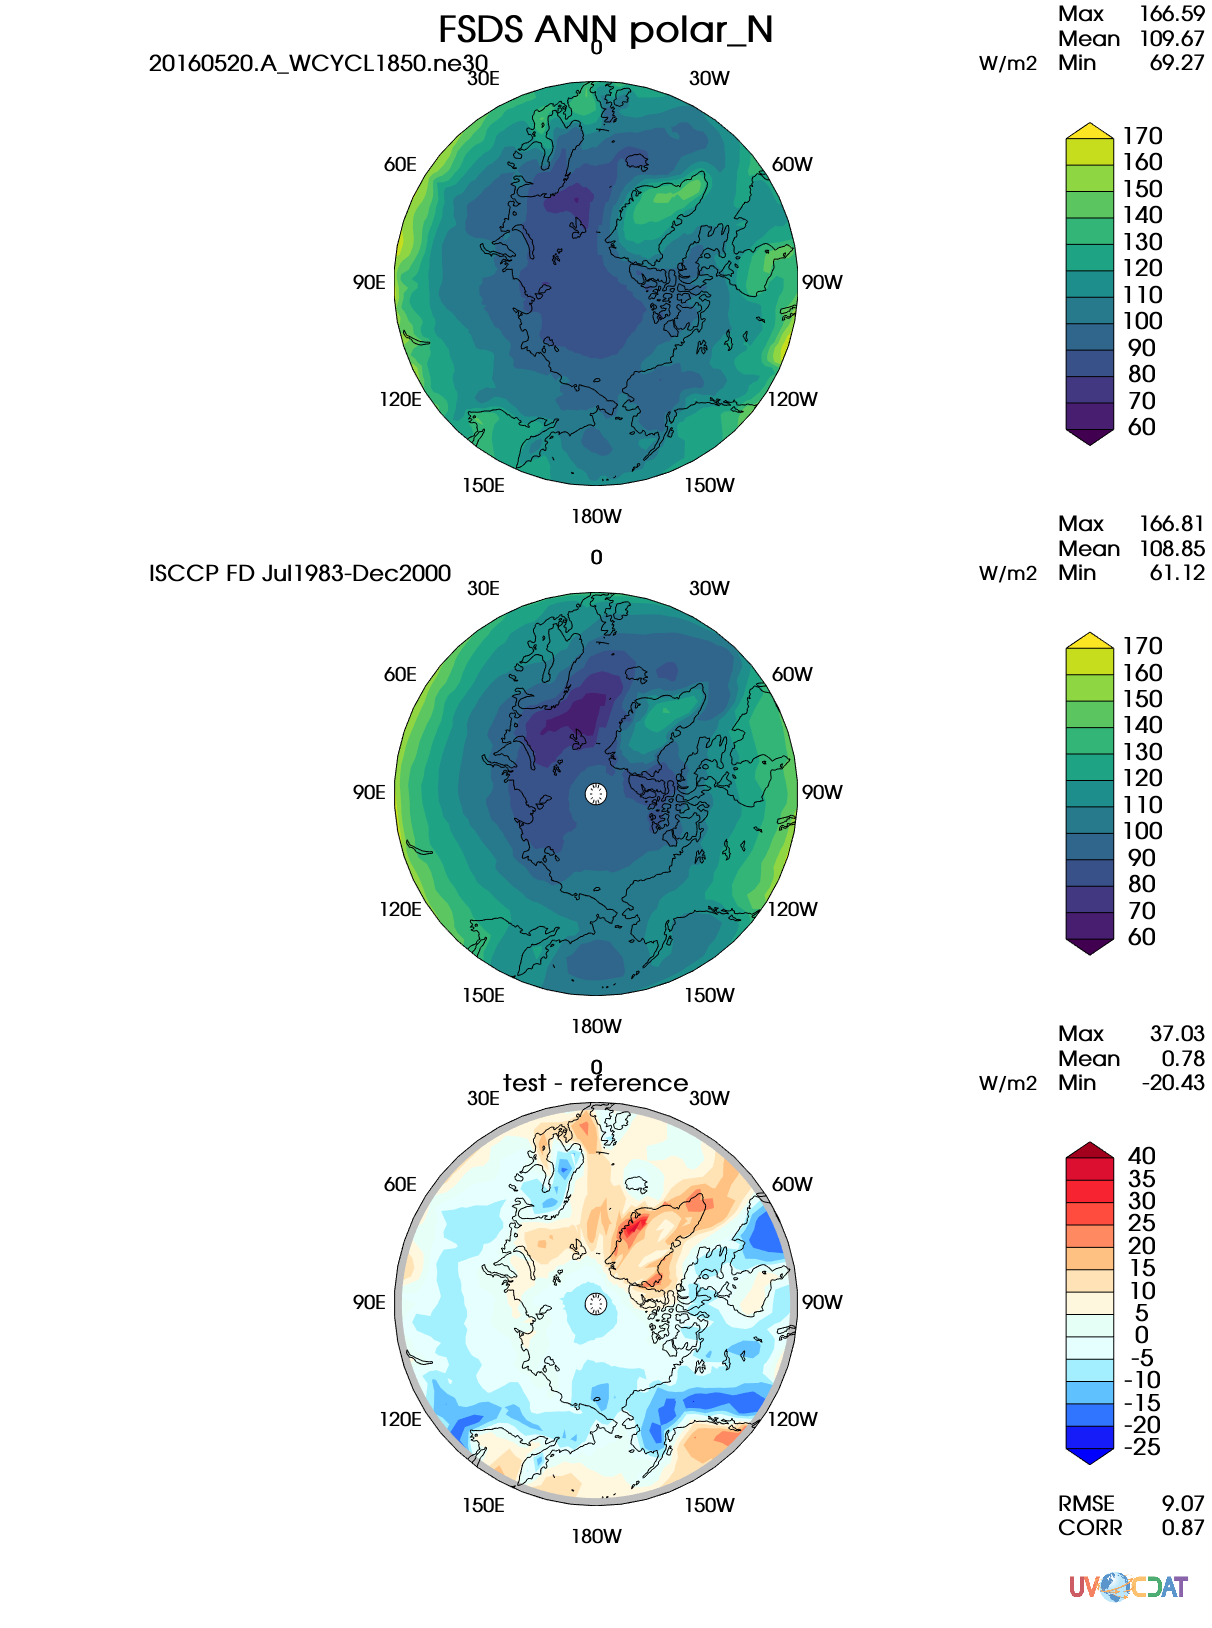 FSDS ANN polar_N
Max 166.59
Mean 109.67
W/m2 Min 69.27
20160520.A_WCYCL1850.ne30
0
30E 30W
60E 60W
90E 90W
120E 120W
150E 150W
180W
170
160
150
140
130
120
110
100
90
80
70
60
Max 166.81
Mean 108.85
W/m2 Min 61.12
ISCCP FD Jul1983-Dec2000
0
30E 30W
60E 60W
90E 90W
120E 120W
150E 150W
180W
170
160
150
140
130
120
110
100
90
80
70
60
Max 37.03
Mean 0.78
W/m2 Min -20.43
0
test - reference
30E 30W
60E 60W
90E 90W
120E 120W
150E 150W
180W
40
35
30
25
20
15
10
5
0
-5
-10
-15
-20
-25
RMSE 9.07
CORR 0.87
UV CDAT